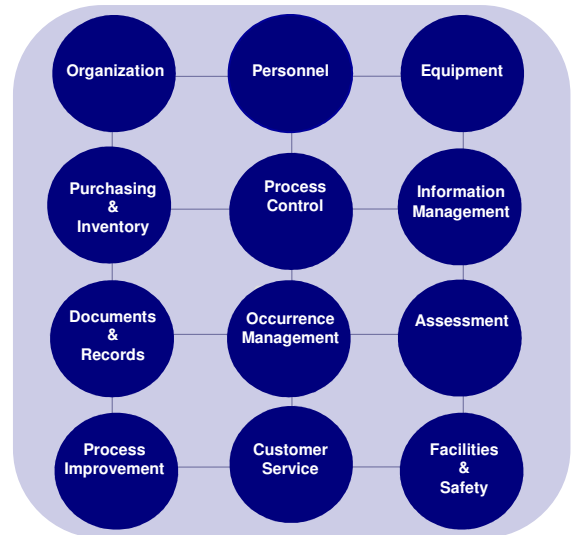 Organization
Personnel
Equipment
Purchasing
&
Inventory
Process
Control
Information
Management
Documents
&
Records
Occurrence
Management
Assessment
Process
Improvement
Customer
Service
Facilities
&
Safety